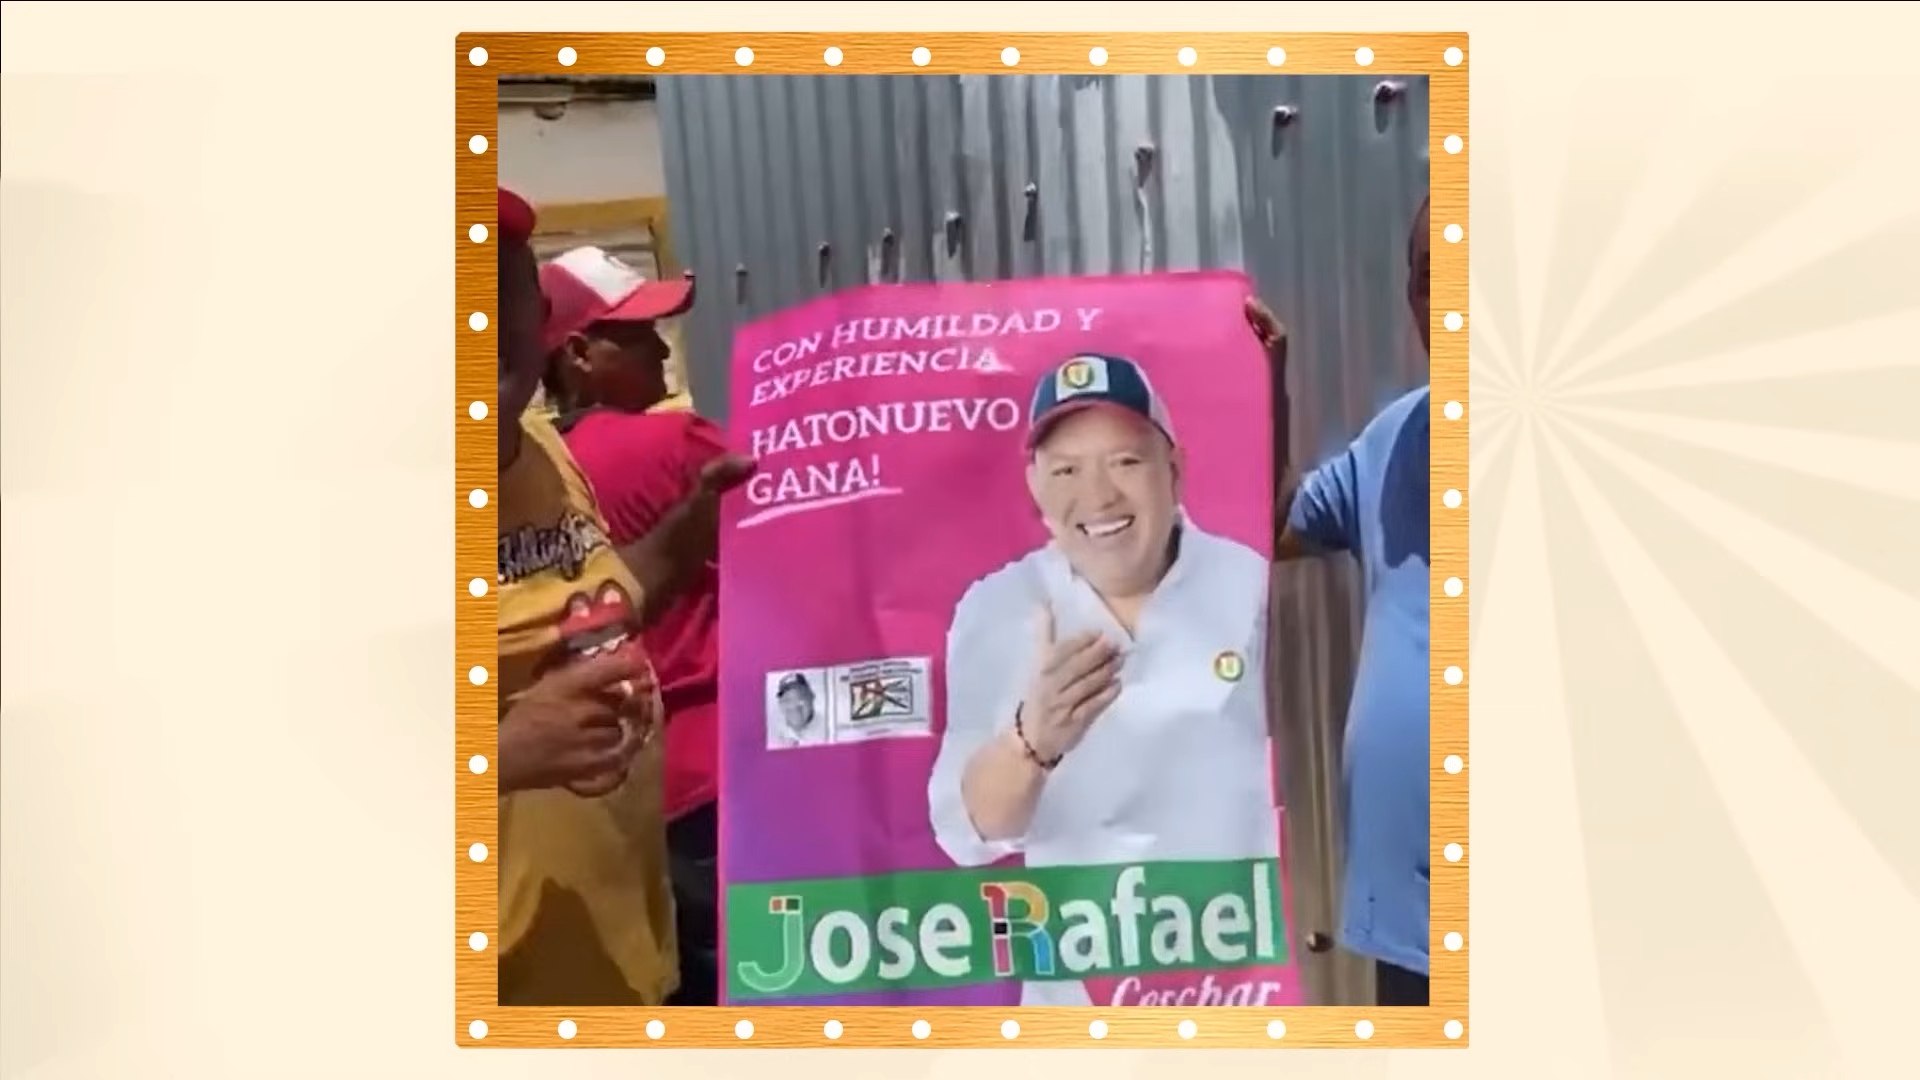 CON HUMILDAD Y
EXPERIENCIA
HATONUEVO
GANA!
Jose Rafael